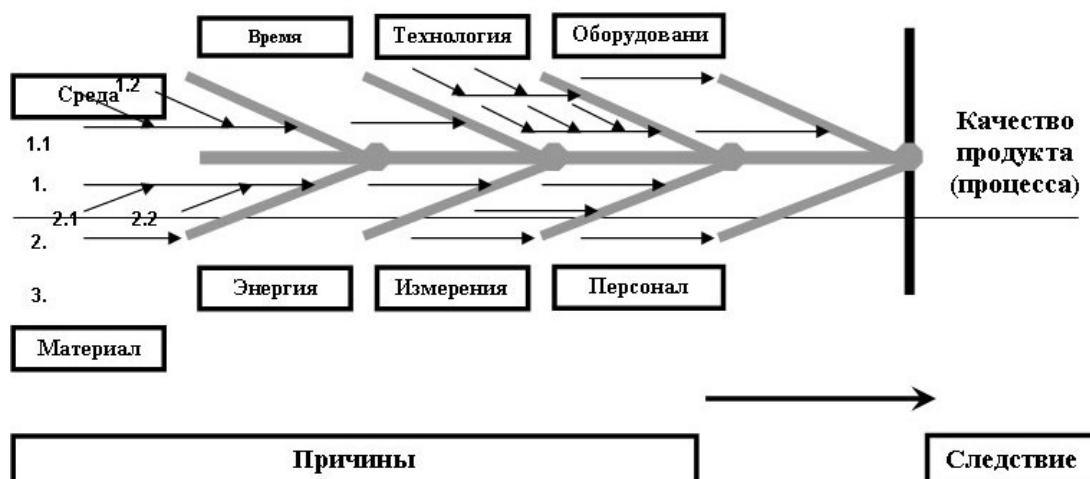 Время
Технология
Оборудовани
Среда
1.2
1.1
Качество
продукта
(процесса)
1.
2.1
2.2
2.
Энергия
Измерения
Персонал
3.
Материал
Причины
Следствие